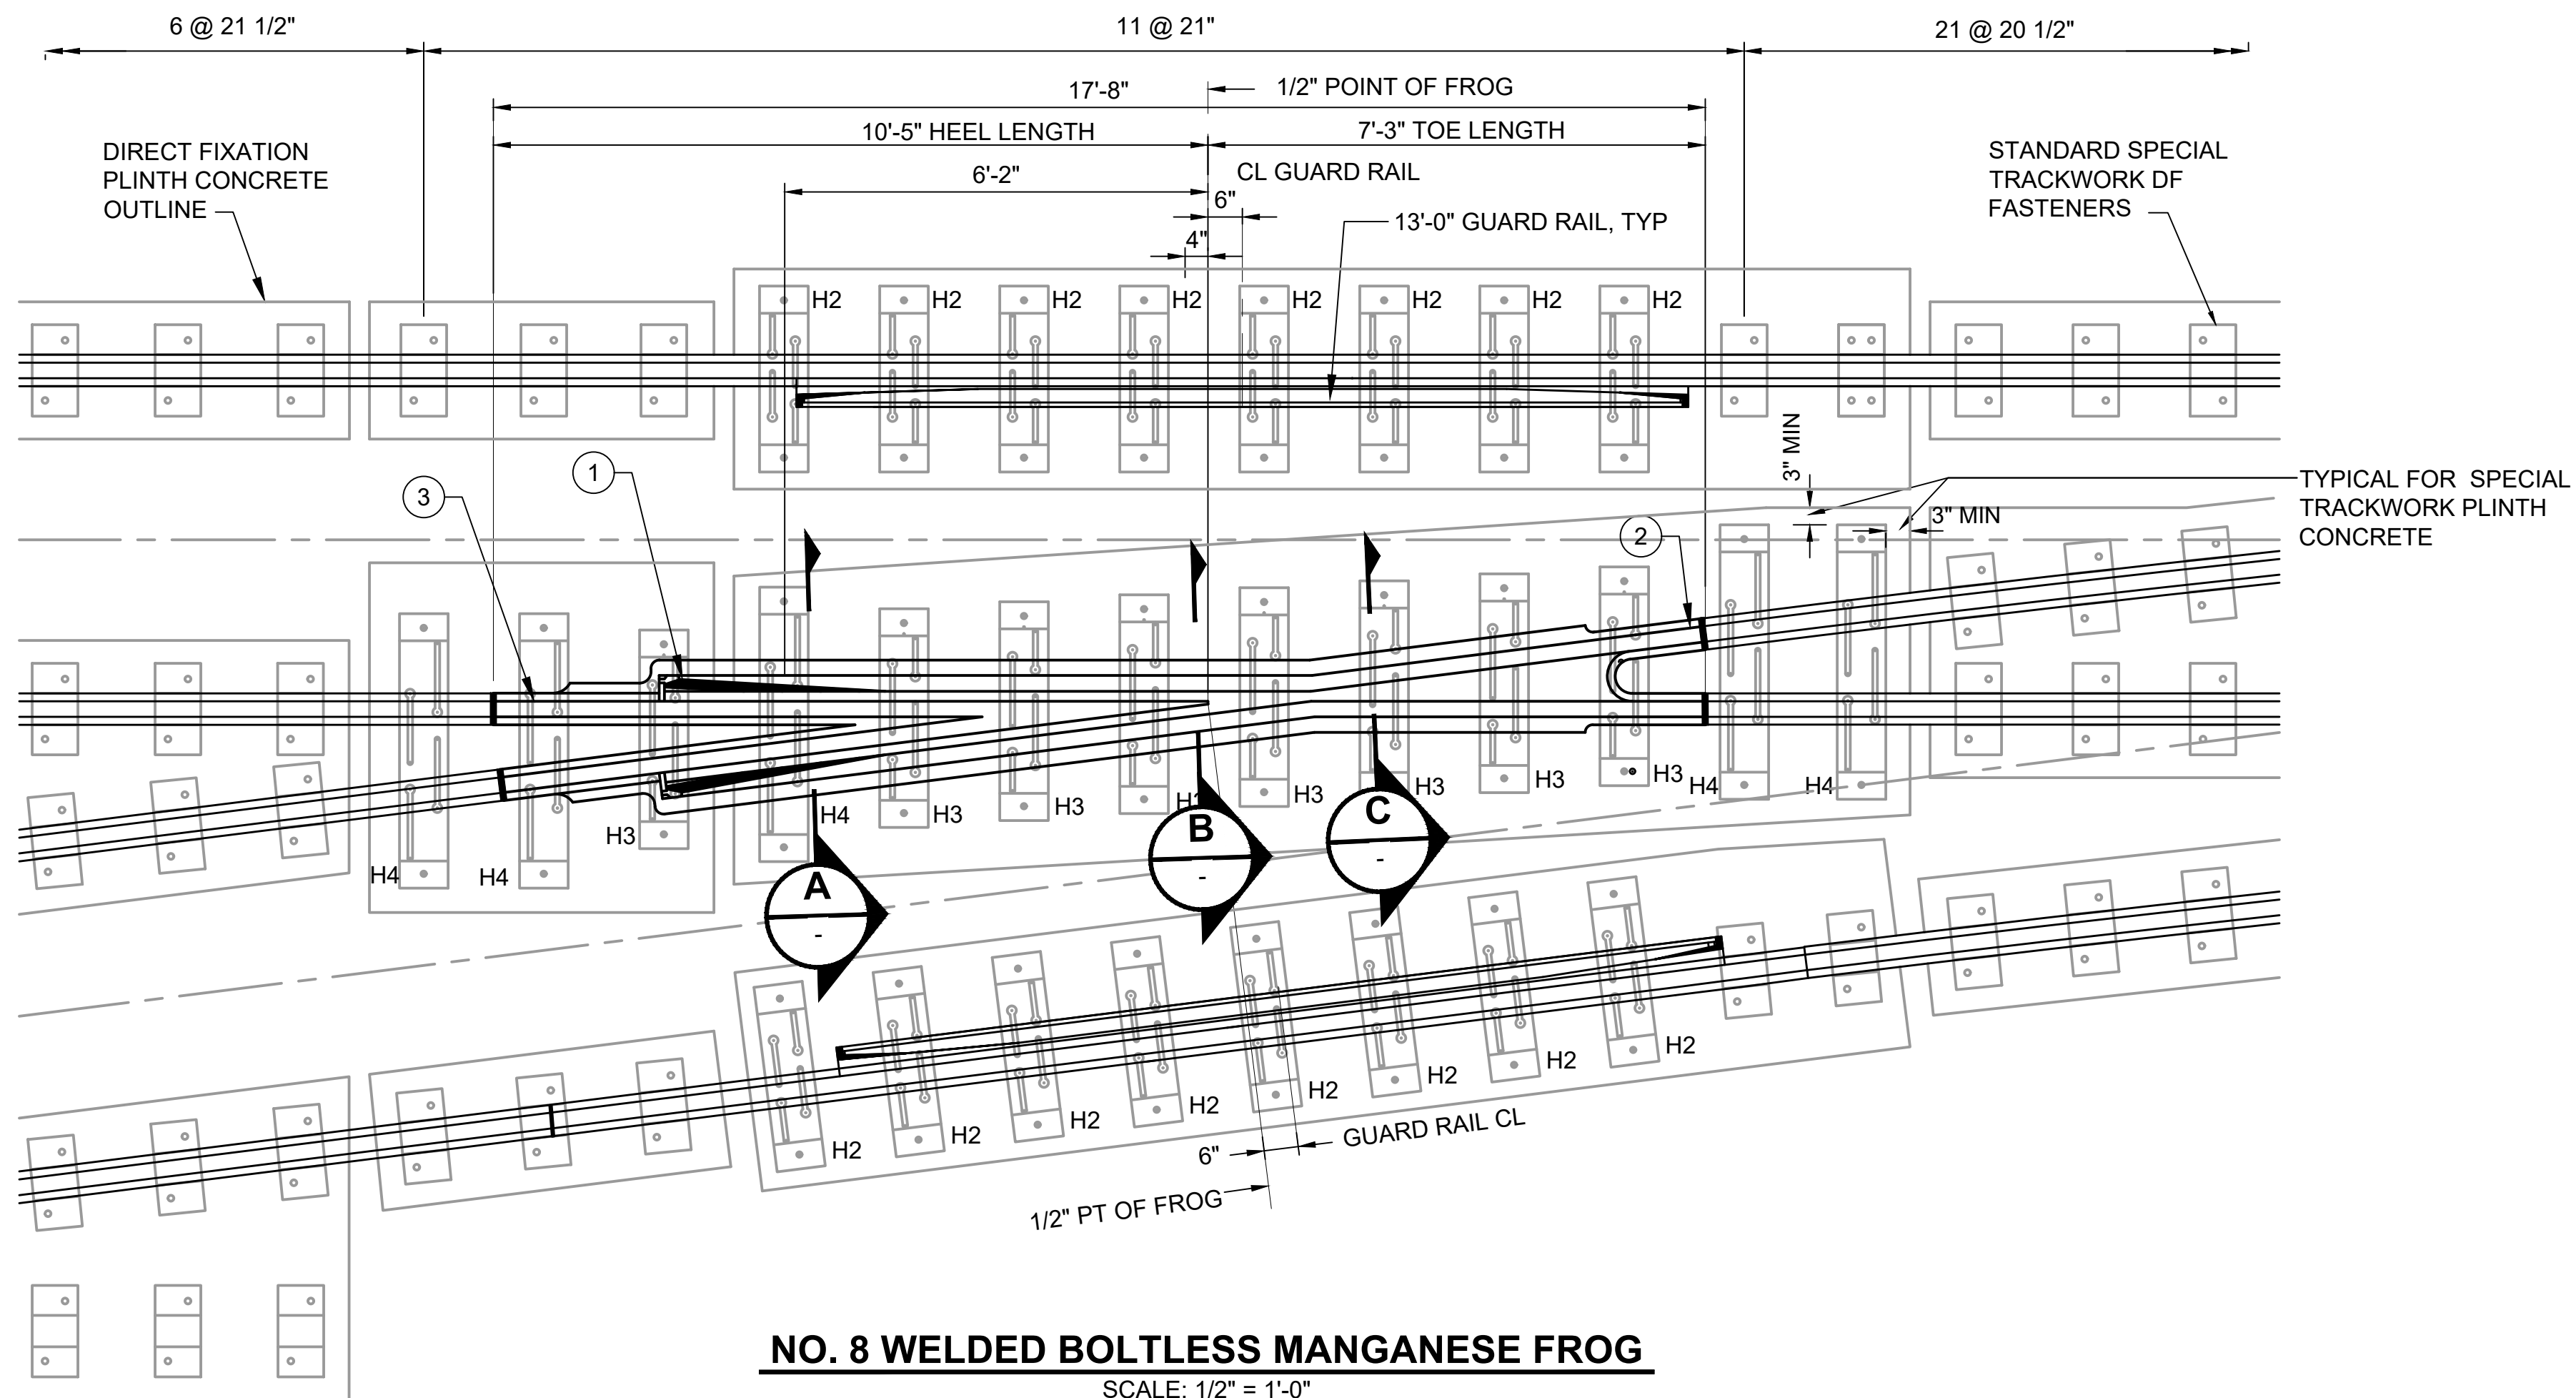 6 @ 21 1/2"
11 @ 21"
21 @ 20 1/2"
17'-8"
1/2" POINT OF FROG
10'-5" HEEL LENGTH
7'-3" TOE LENGTH
DIRECT FIXATION
PLINTH CONCRETE
OUTLINE
6'-2"
CL GUARD RAIL
6"
4"
13'-0" GUARD RAIL, TYP
STANDARD SPECIAL
TRACKWORK DF
FASTENERS
H2 H2 H2 H2 H2 H2 H2 H2
3" MIN
1
3
2
3" MIN
TYPICAL FOR SPECIAL
TRACKWORK PLINTH
CONCRETE
H4 H4 H3 H4 H3 H3 H3 H3 H3 H3 H4 H4
A
-
B
-
C
-
H2 H2 H2 H2 H2 H2 H2 H2
6"
GUARD RAIL CL
1/2" PT OF FROG
NO. 8 WELDED BOLTLESS MANGANESE FROG
SCALE: 1/2" = 1'-0"